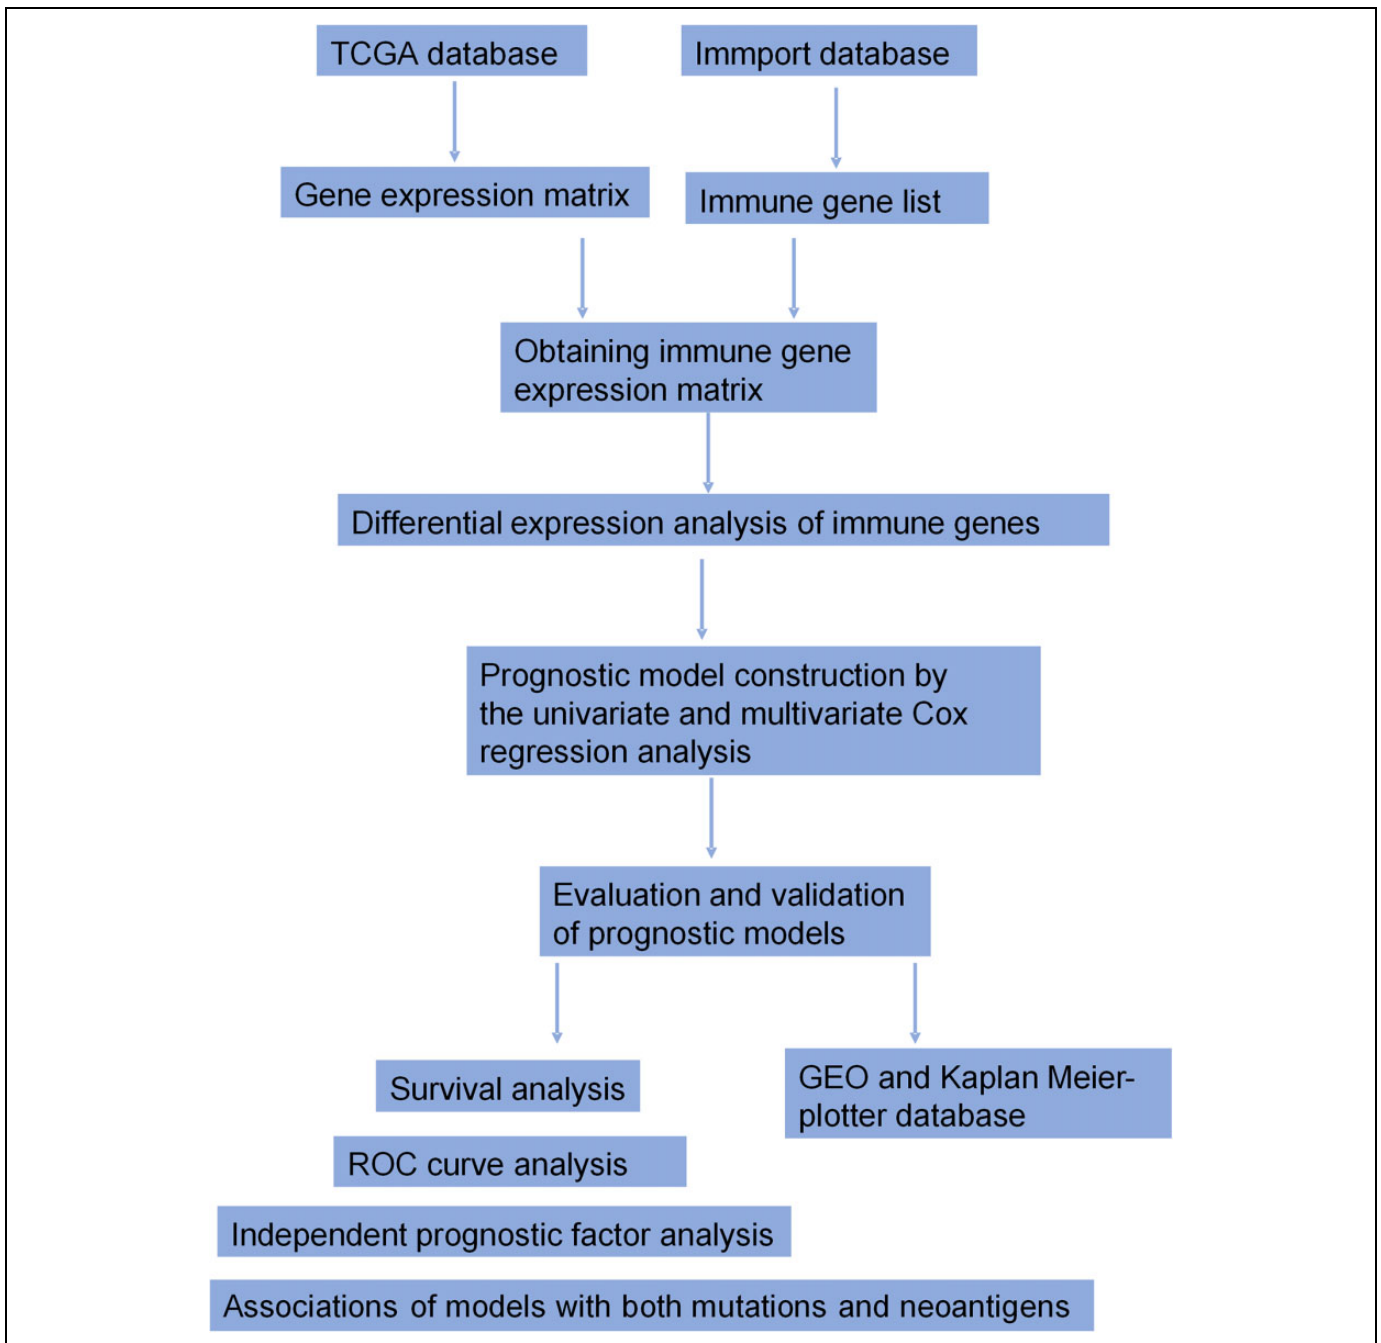 TCGA database
Immport database
Gene expression matrix
Immune gene list
Obtaining immune gene
expression matrix
Differential expression analysis of immune genes
Prognostic model construction by
the univariate and multivariate Cox
regression analysis
Evaluation and validation
of prognostic models
Survival analysis
GEO and Kaplan Meier-
plotter database
ROC curve analysis
Independent prognostic factor analysis
Associations of models with both mutations and neoantigens